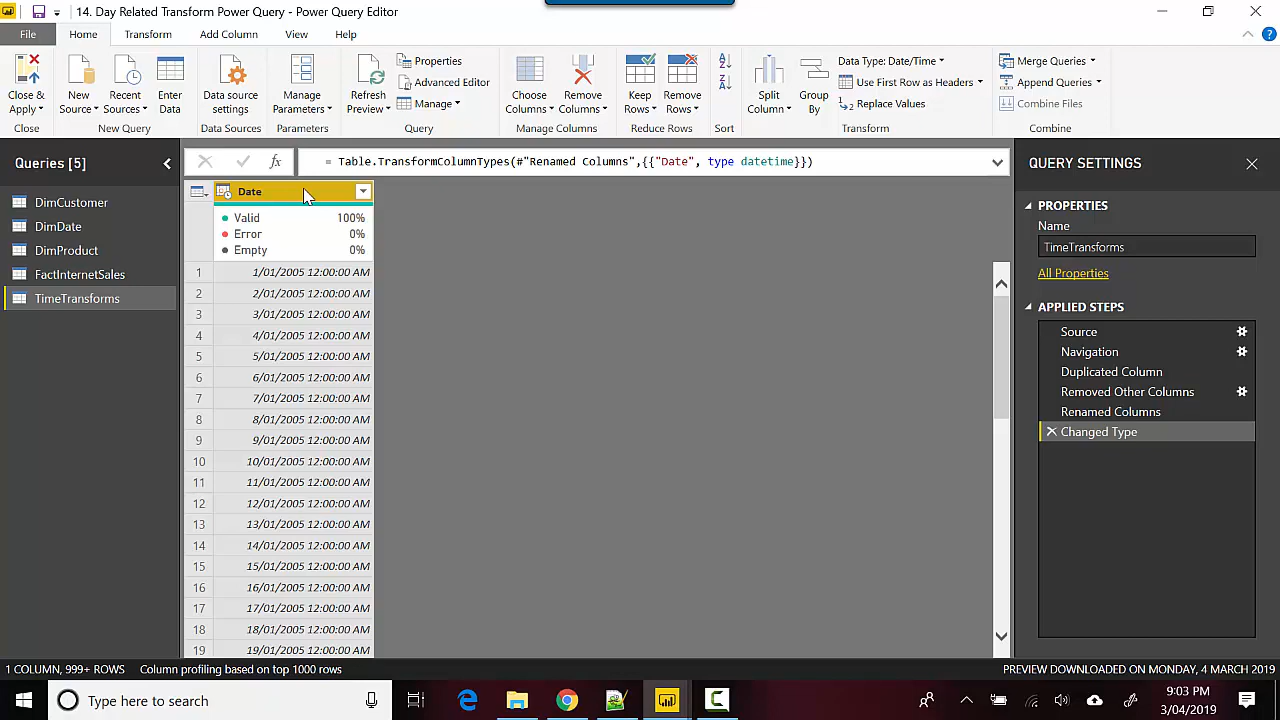 14. Day Related Transform Power Query - Power Query Editor
File Home Transform Add Column View Help
Close & Apply
New Source
Recent Sources
Enter Data
Data source settings
Manage Parameters
Refresh Preview
Properties
Advanced Editor
Manage
Choose Columns
Remove Columns
Keep Rows
Remove Rows
Split Column
Group By
Data Type: Date/Time
Use First Row as Headers
Replace Values
Merge Queries
Append Queries
Combine Files
Close New Query Data Sources Parameters Query Manage Columns Reduce Rows Sort Transform Combine
Queries [5]
DimCustomer
DimDate
DimProduct
FactInternetSales
TimeTransforms
= Table.TransformColumnTypes(#"Renamed Columns",{{"Date", type datetime}})
Date
Valid 100%
Error 0%
Empty 0%
1 1/01/2005 12:00:00 AM
2 2/01/2005 12:00:00 AM
3 3/01/2005 12:00:00 AM
4 4/01/2005 12:00:00 AM
5 5/01/2005 12:00:00 AM
6 6/01/2005 12:00:00 AM
7 7/01/2005 12:00:00 AM
8 8/01/2005 12:00:00 AM
9 9/01/2005 12:00:00 AM
10 10/01/2005 12:00:00 AM
11 11/01/2005 12:00:00 AM
12 12/01/2005 12:00:00 AM
13 13/01/2005 12:00:00 AM
14 14/01/2005 12:00:00 AM
15 15/01/2005 12:00:00 AM
16 16/01/2005 12:00:00 AM
17 17/01/2005 12:00:00 AM
18 18/01/2005 12:00:00 AM
19 19/01/2005 12:00:00 AM
QUERY SETTINGS
PROPERTIES
Name
TimeTransforms
All Properties
APPLIED STEPS
Source
Navigation
Duplicated Column
Removed Other Columns
Renamed Columns
Changed Type
1 COLUMN, 999+ ROWS Column profiling based on top 1000 rows PREVIEW DOWNLOADED ON MONDAY, 4 MARCH 2019
Type here to search
9:03 PM
3/04/2019